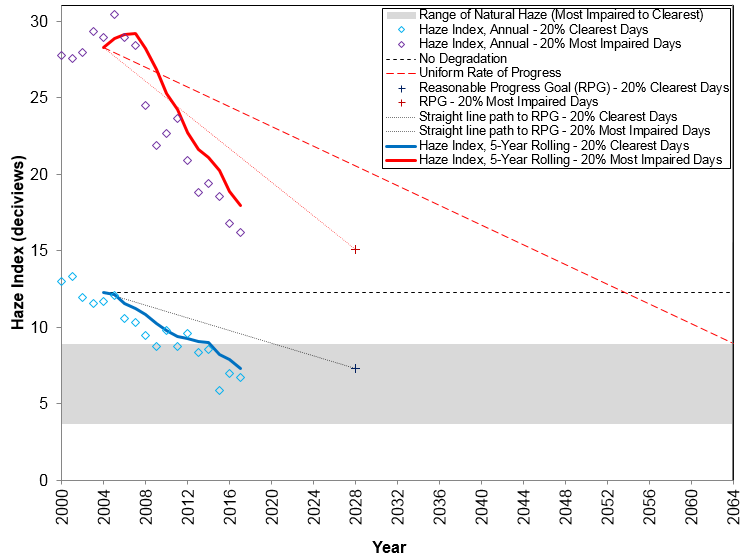 Range of Natural Haze (Most Impaired to Clearest)
Haze Index, Annual - 20% Clearest Days
Haze Index, Annual - 20% Most Impaired Days
No Degradation
Uniform Rate of Progress
Reasonable Progress Goal (RPG) - 20% Clearest Days
RPG - 20% Most Impaired Days
Straight line path to RPG - 20% Clearest Days
Straight line path to RPG - 20% Most Impaired Days
Haze Index, 5-Year Rolling - 20% Clearest Days
Haze Index, 5-Year Rolling - 20% Most Impaired Days
Haze Index (deciviews)
30
25
20
15
10
5
0
2000 2004 2008 2012 2016 2020 2024 2028 2032 2036 2040 2044 2048 2052 2056 2060 2064
Year